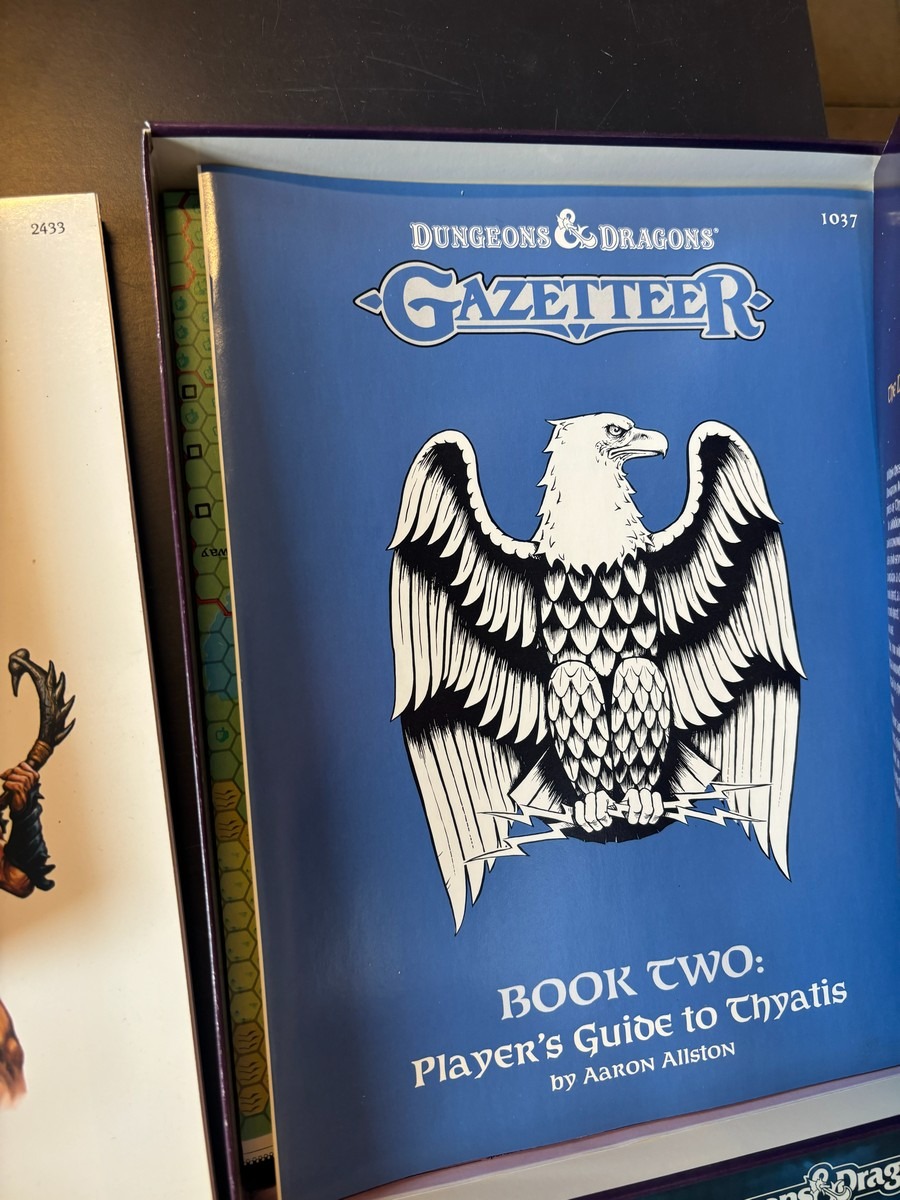 2433
DUNGEONS & DRAGONS®
1037
GAZETTEER
BOOK TWO:
Player's Guide to Thyatis
by Aaron Allston